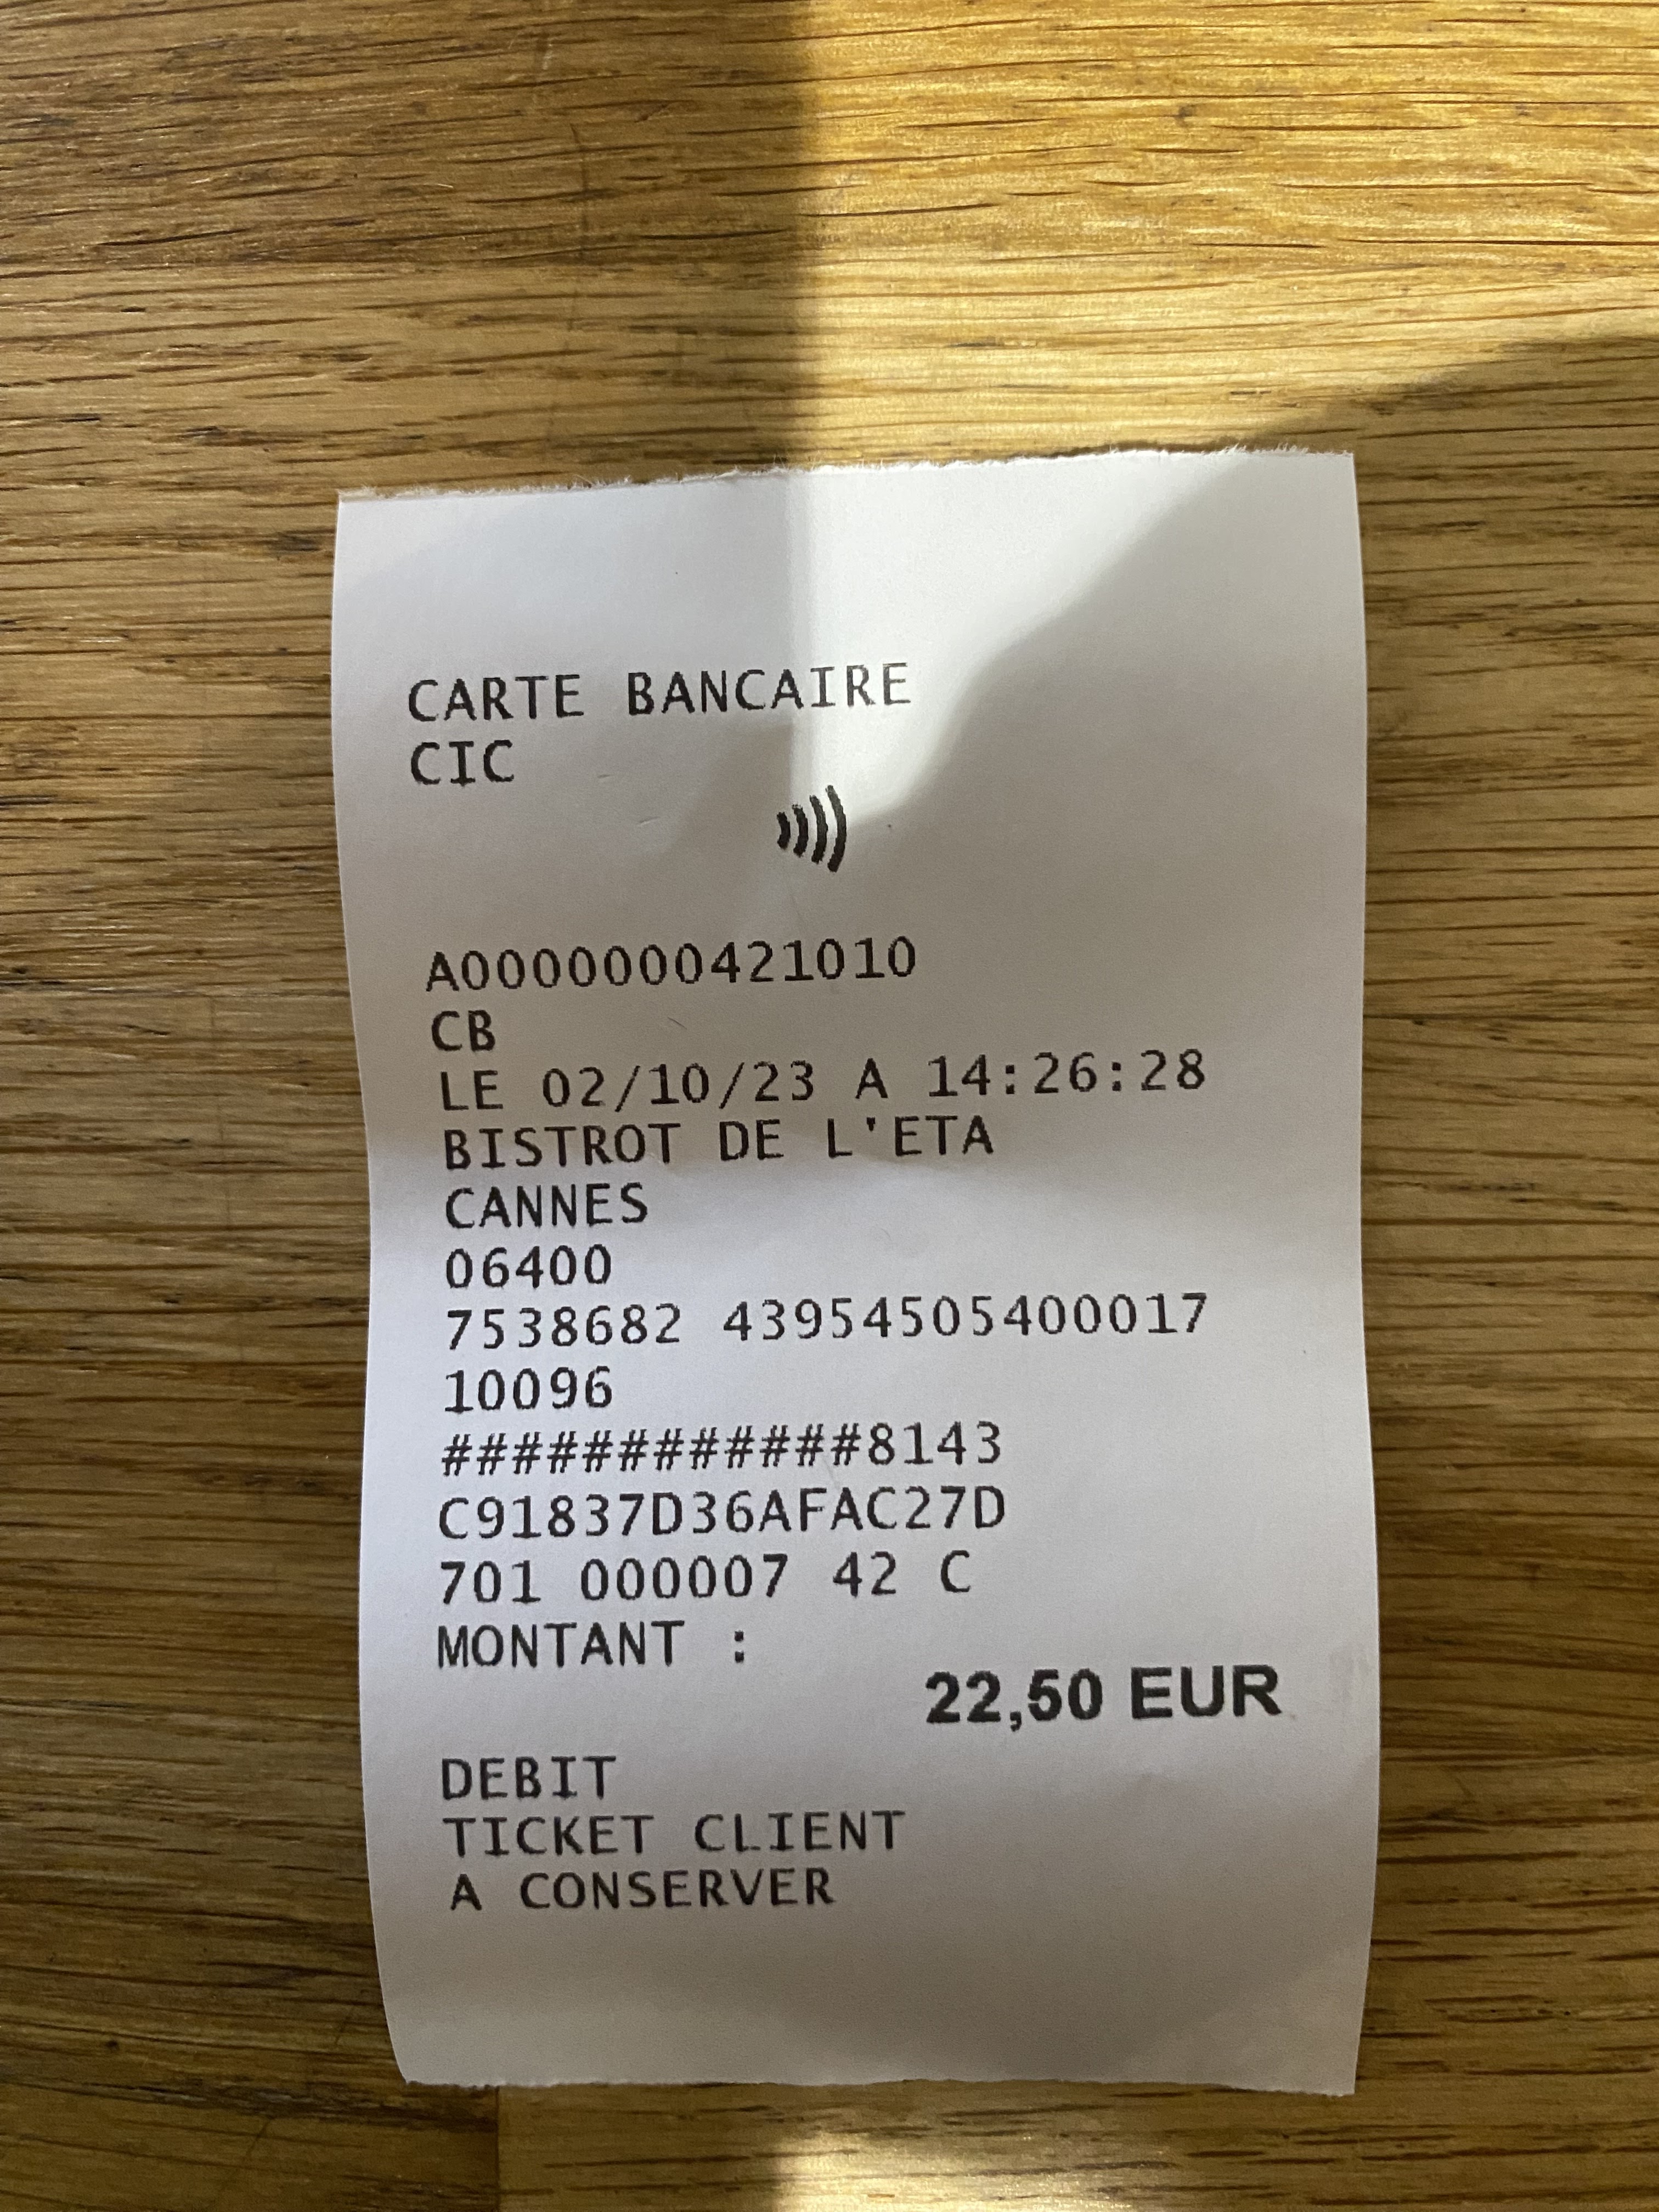 CARTE BANCAIRE
CIC
A0000000421010
CB
LE 02/10/23 A 14:26:28
BISTROT DE L'ETA
CANNES
06400
7538682 43954505400017
10096
############8143
C91837D36AFAC27D
701 000007 42 C
MONTANT :
22,50 EUR
DEBIT
TICKET CLIENT
A CONSERVER